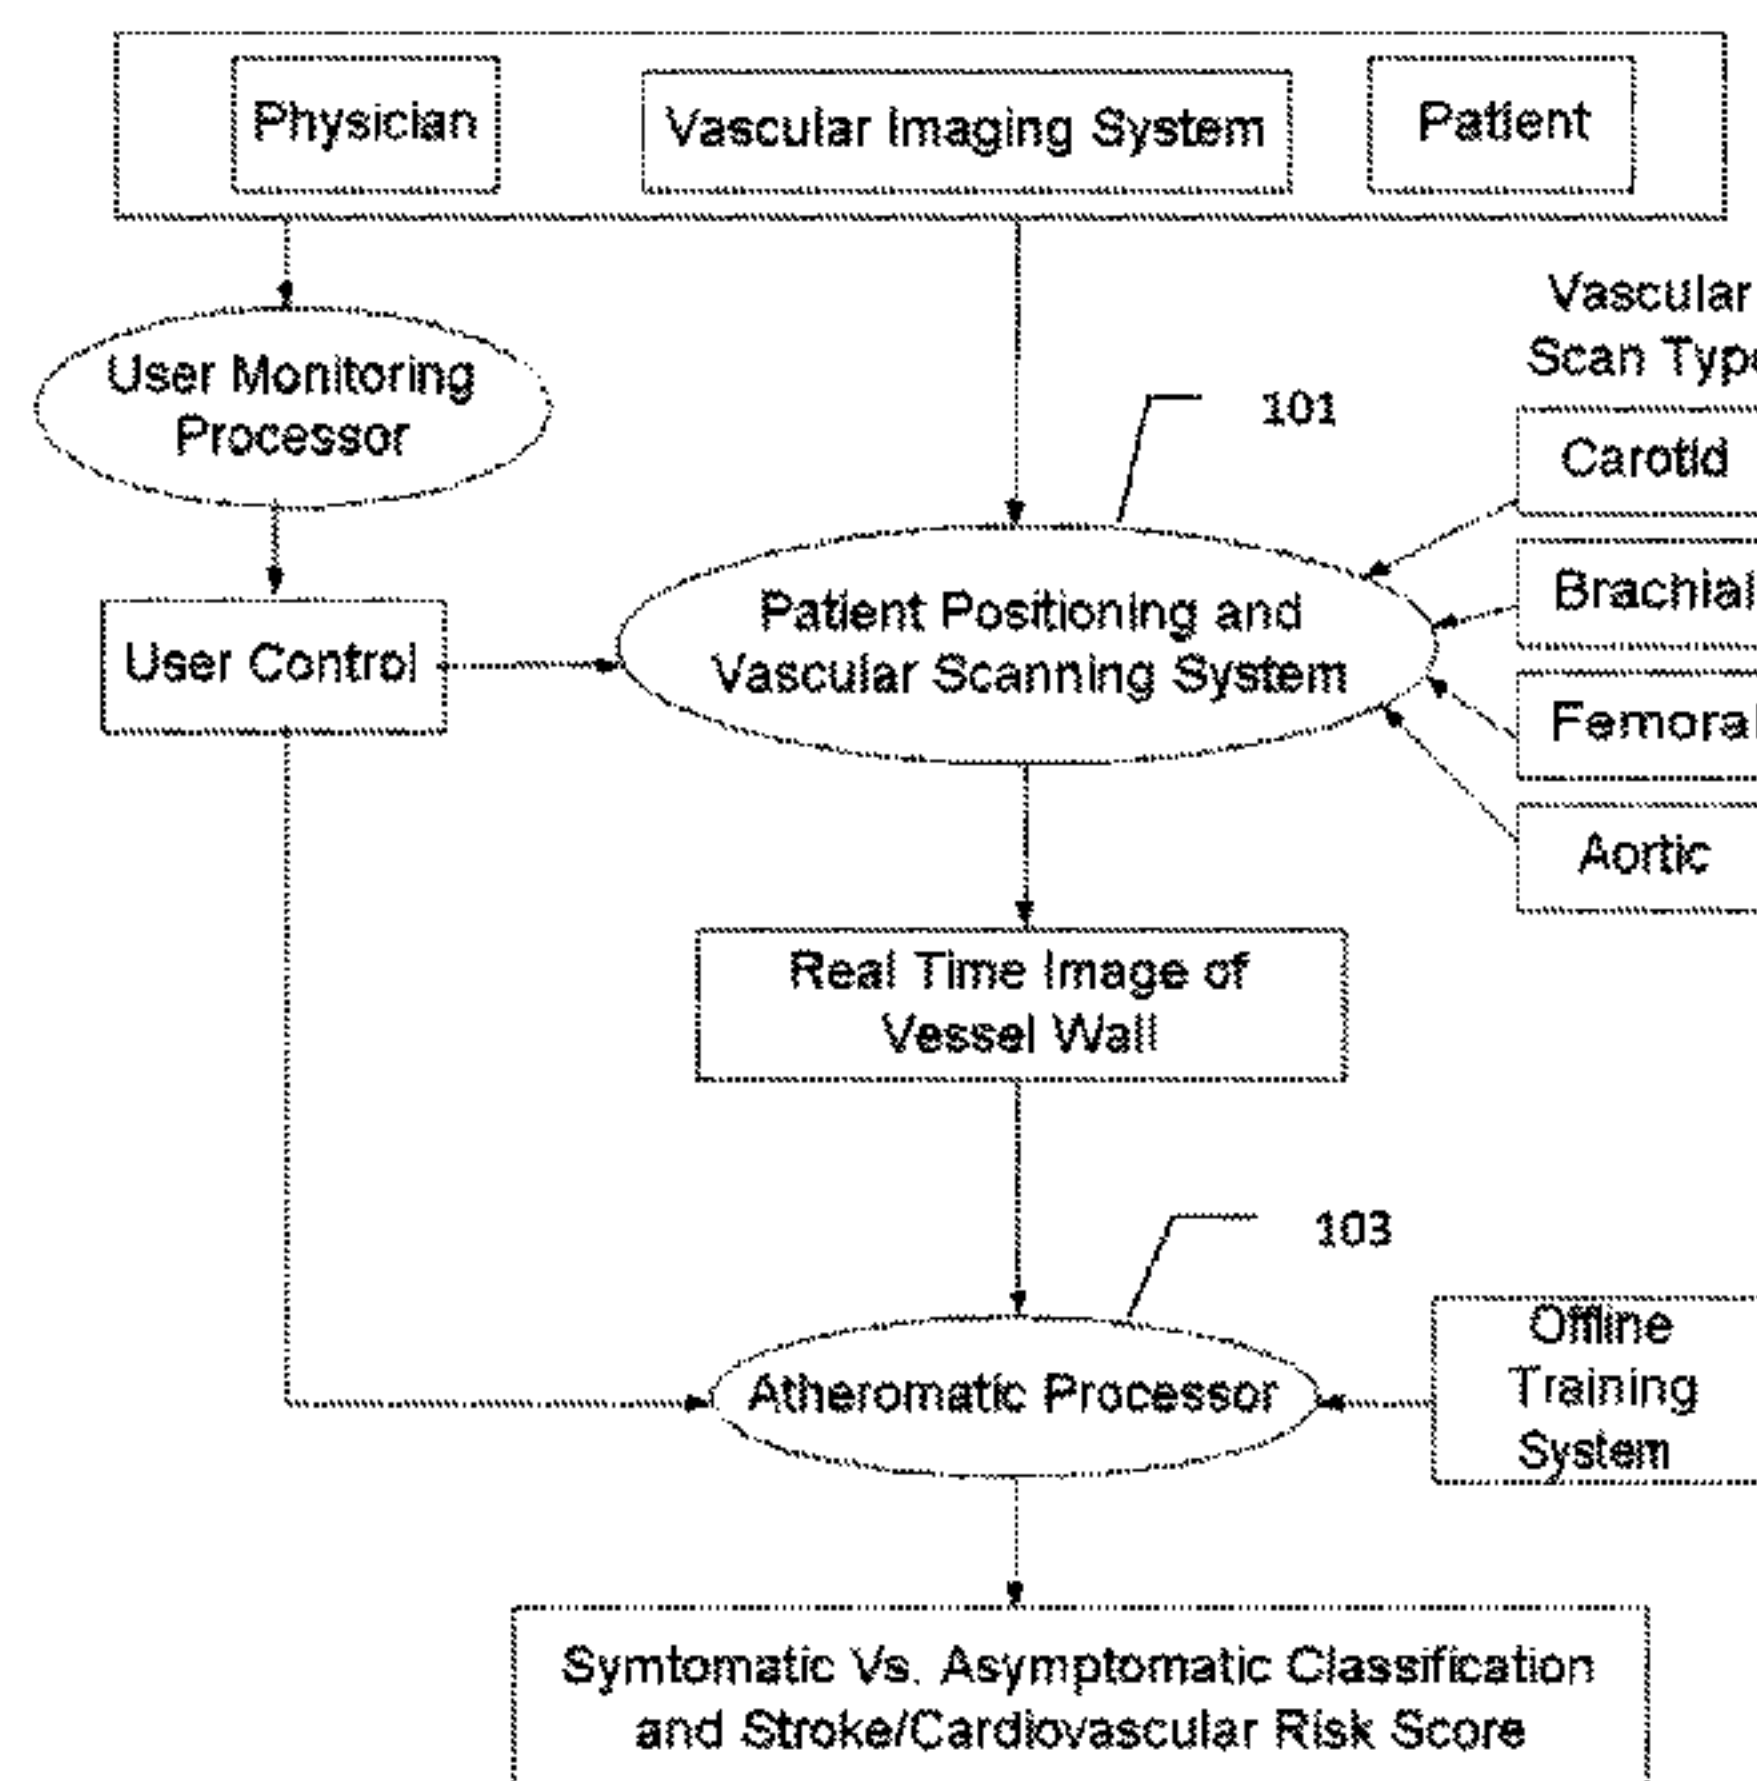 Physician
Vascular Imaging System
Patient
Vascular
Scan Type
User Monitoring
Processor
101
Carotid
Brachial
Patient Positioning and
Vascular Scanning System
User Control
Femoral
Aortic
Real Time Image of
Vessel Wall
103
Offline
Training
System
Atheromatic Processor
Symtomatic Vs. Asymptomatic Classification
and Stroke/Cardiovascular Risk Score